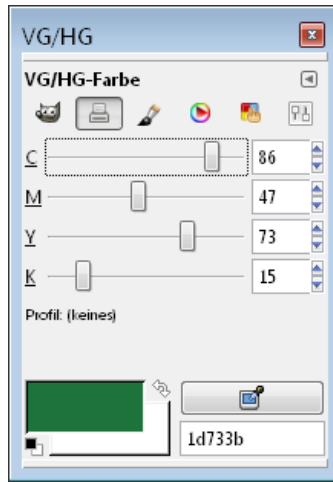 VG/HG
VG/HG-Farbe
C 86
M 47
Y 73
K 15
Profil: (keines)
1d733b